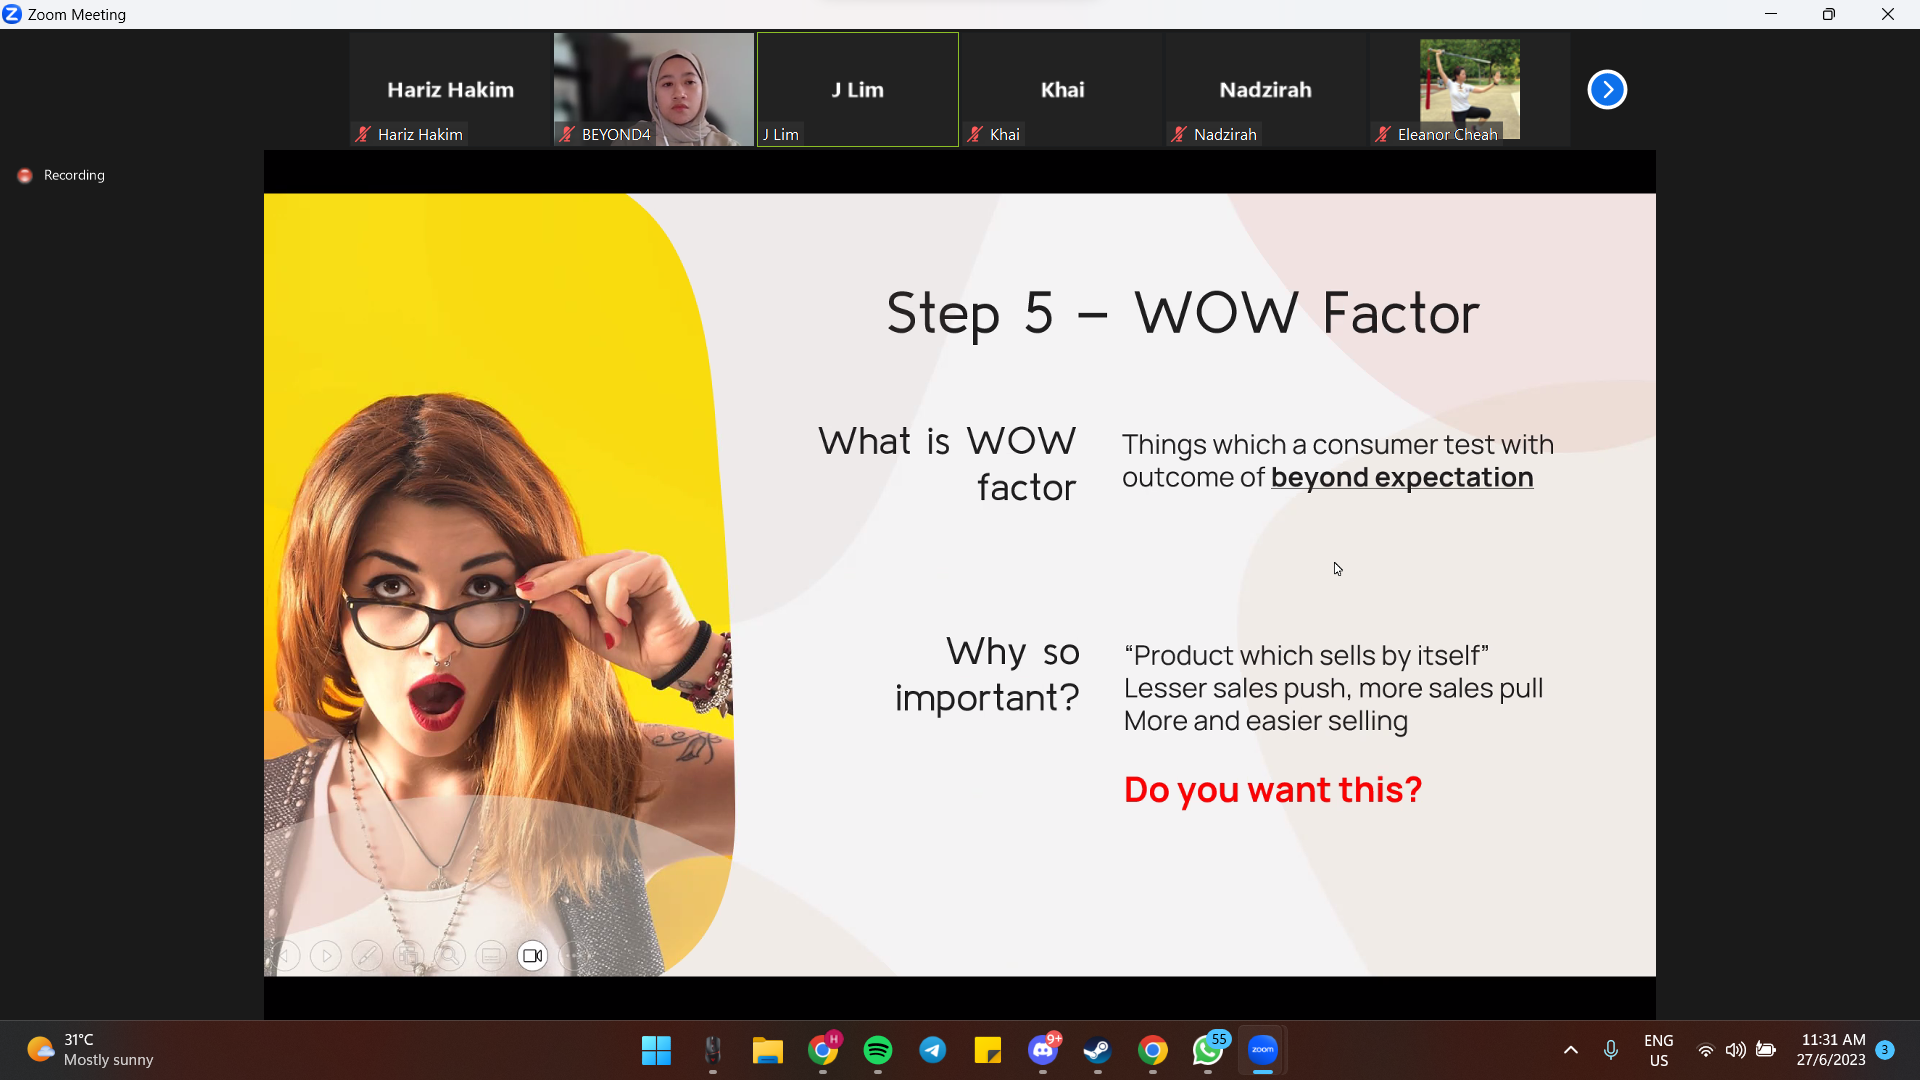 Zoom Meeting
Hariz Hakim
J Lim
Khai
Nadzirah
Hariz Hakim
BEYOND4
J Lim
Khai
Nadzirah
Eleanor Cheah
Recording
Step 5 – WOW Factor
What is WOW
factor
Things which a consumer test with
outcome of beyond expectation
Why so
important?
“Product which sells by itself”
Lesser sales push, more sales pull
More and easier selling
Do you want this?
31°C
Mostly sunny
H
9+
55
zoom
ENG
US
11:31 AM
27/6/2023
3